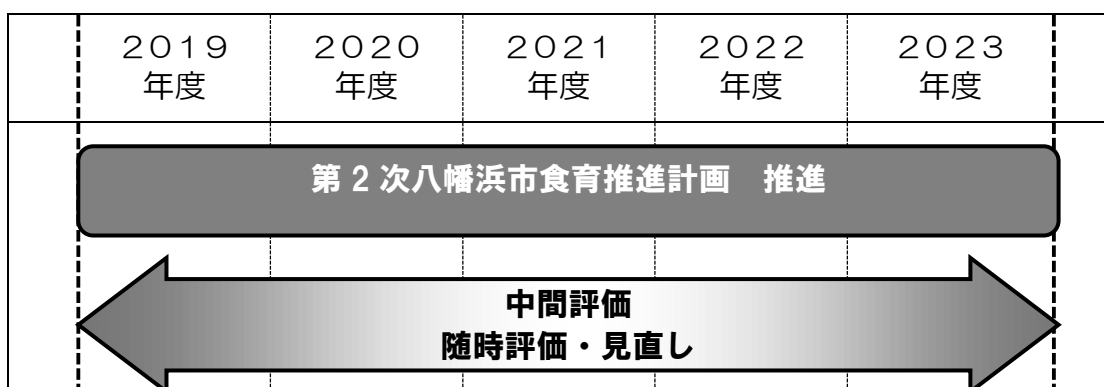 2019
年度
2020
年度
2021
年度
2022
年度
2023
年度
第2次八幡浜市食育推進計画　推進
中間評価
随時評価・見直し